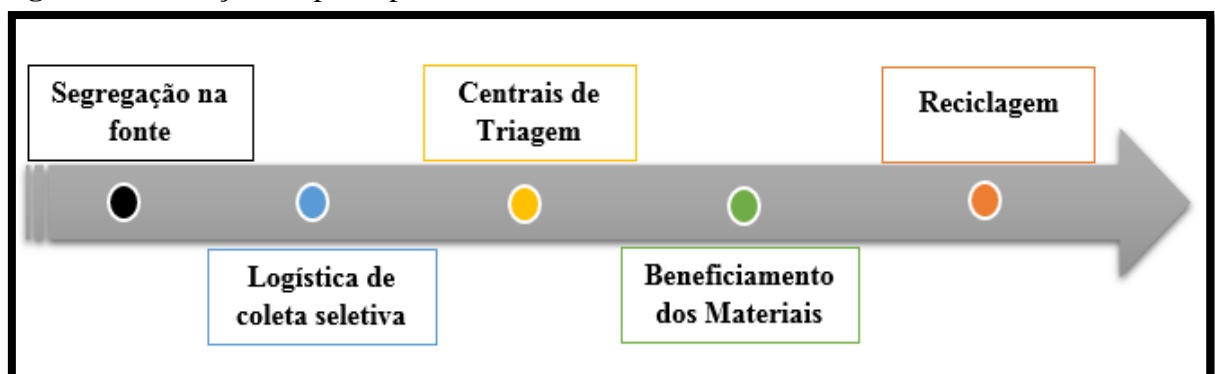 Segregação na
fonte
Logística de
coleta seletiva
Centrais de
Triagem
Beneficiamento
dos Materiais
Reciclagem